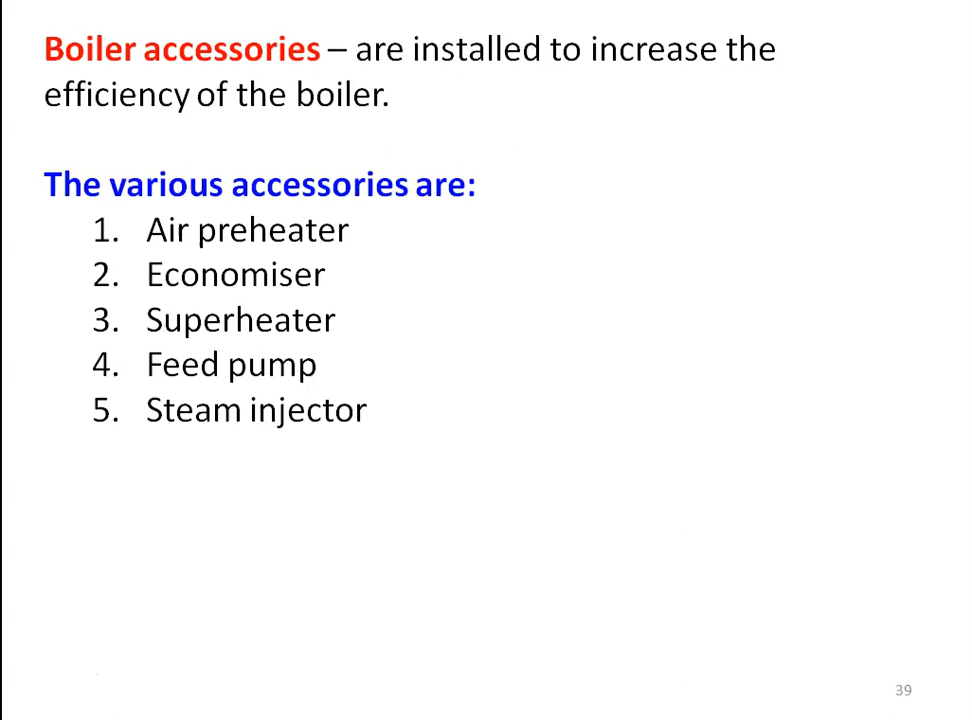 Boiler accessories – are installed to increase the
efficiency of the boiler.
The various accessories are:
1. Air preheater
2. Economiser
3. Superheater
4. Feed pump
5. Steam injector
39